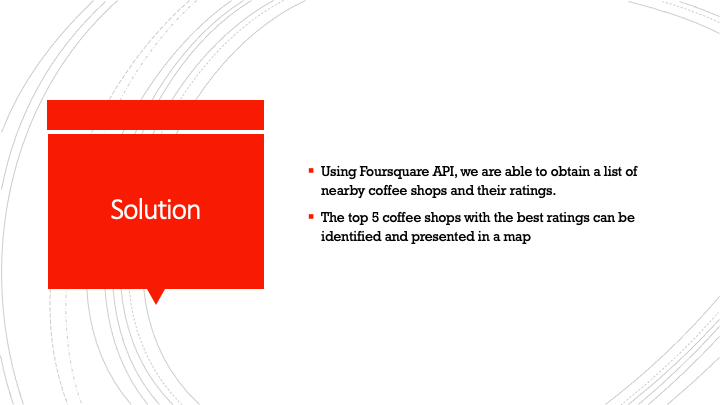 Solution
Using Foursquare API, we are able to obtain a list of
nearby coffee shops and their ratings.
The top 5 coffee shops with the best ratings can be
identified and presented in a map